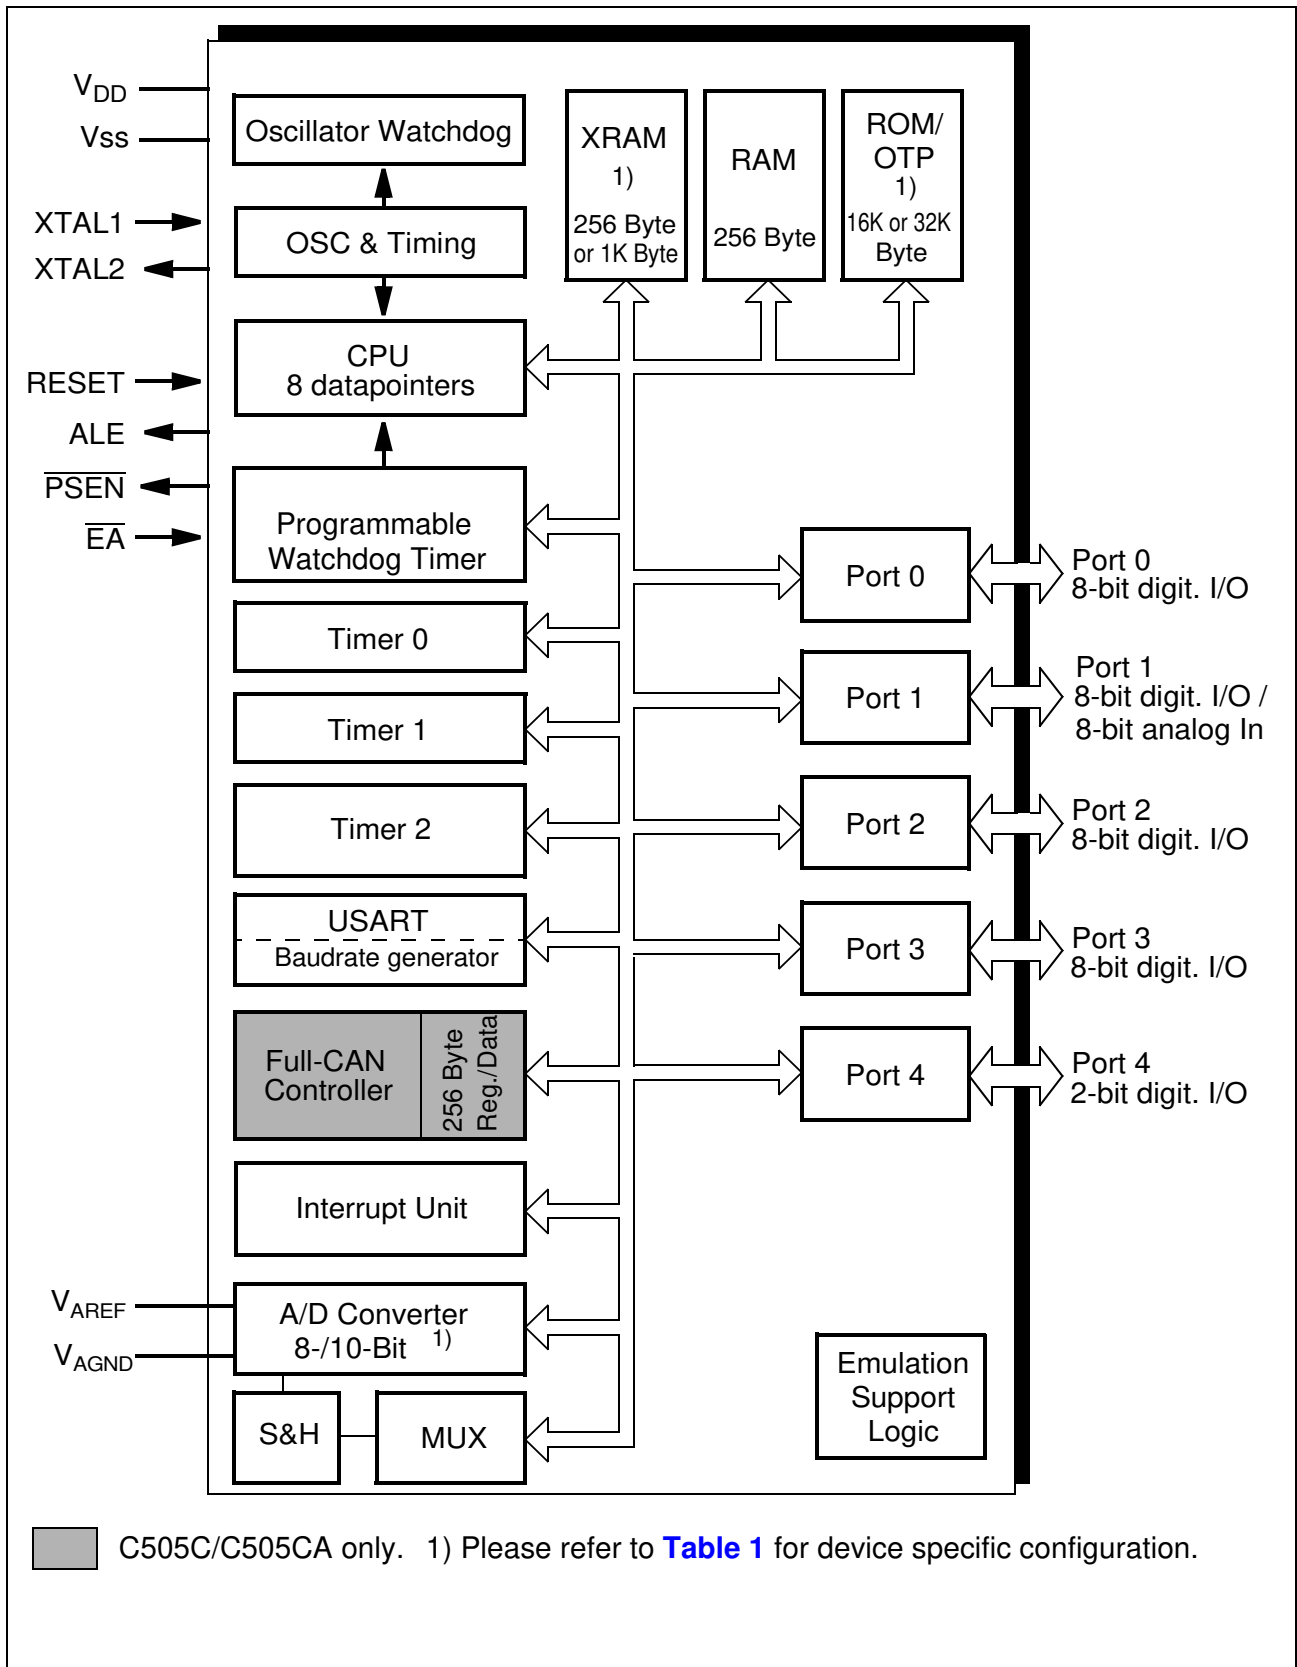 V_DD
Vss
XTAL1
XTAL2
RESET
ALE
PSEN
EA
V_AREF
V_AGND
Oscillator Watchdog
OSC & Timing
CPU
8 datapointers
Programmable
Watchdog Timer
Timer 0
Timer 1
Timer 2
USART
Baudrate generator
Full-CAN
Controller
256 Byte
Reg./Data
Interrupt Unit
A/D Converter
8-/10-Bit 1)
S&H
MUX
XRAM
1)
256 Byte
or 1K Byte
RAM
256 Byte
ROM/
OTP
1)
16K or 32K
Byte
Port 0
Port 1
Port 2
Port 3
Port 4
Port 0
8-bit digit. I/O
Port 1
8-bit digit. I/O /
8-bit analog In
Port 2
8-bit digit. I/O
Port 3
8-bit digit. I/O
Port 4
2-bit digit. I/O
Emulation
Support
Logic
C505C/C505CA only. 1) Please refer to Table 1 for device specific configuration.